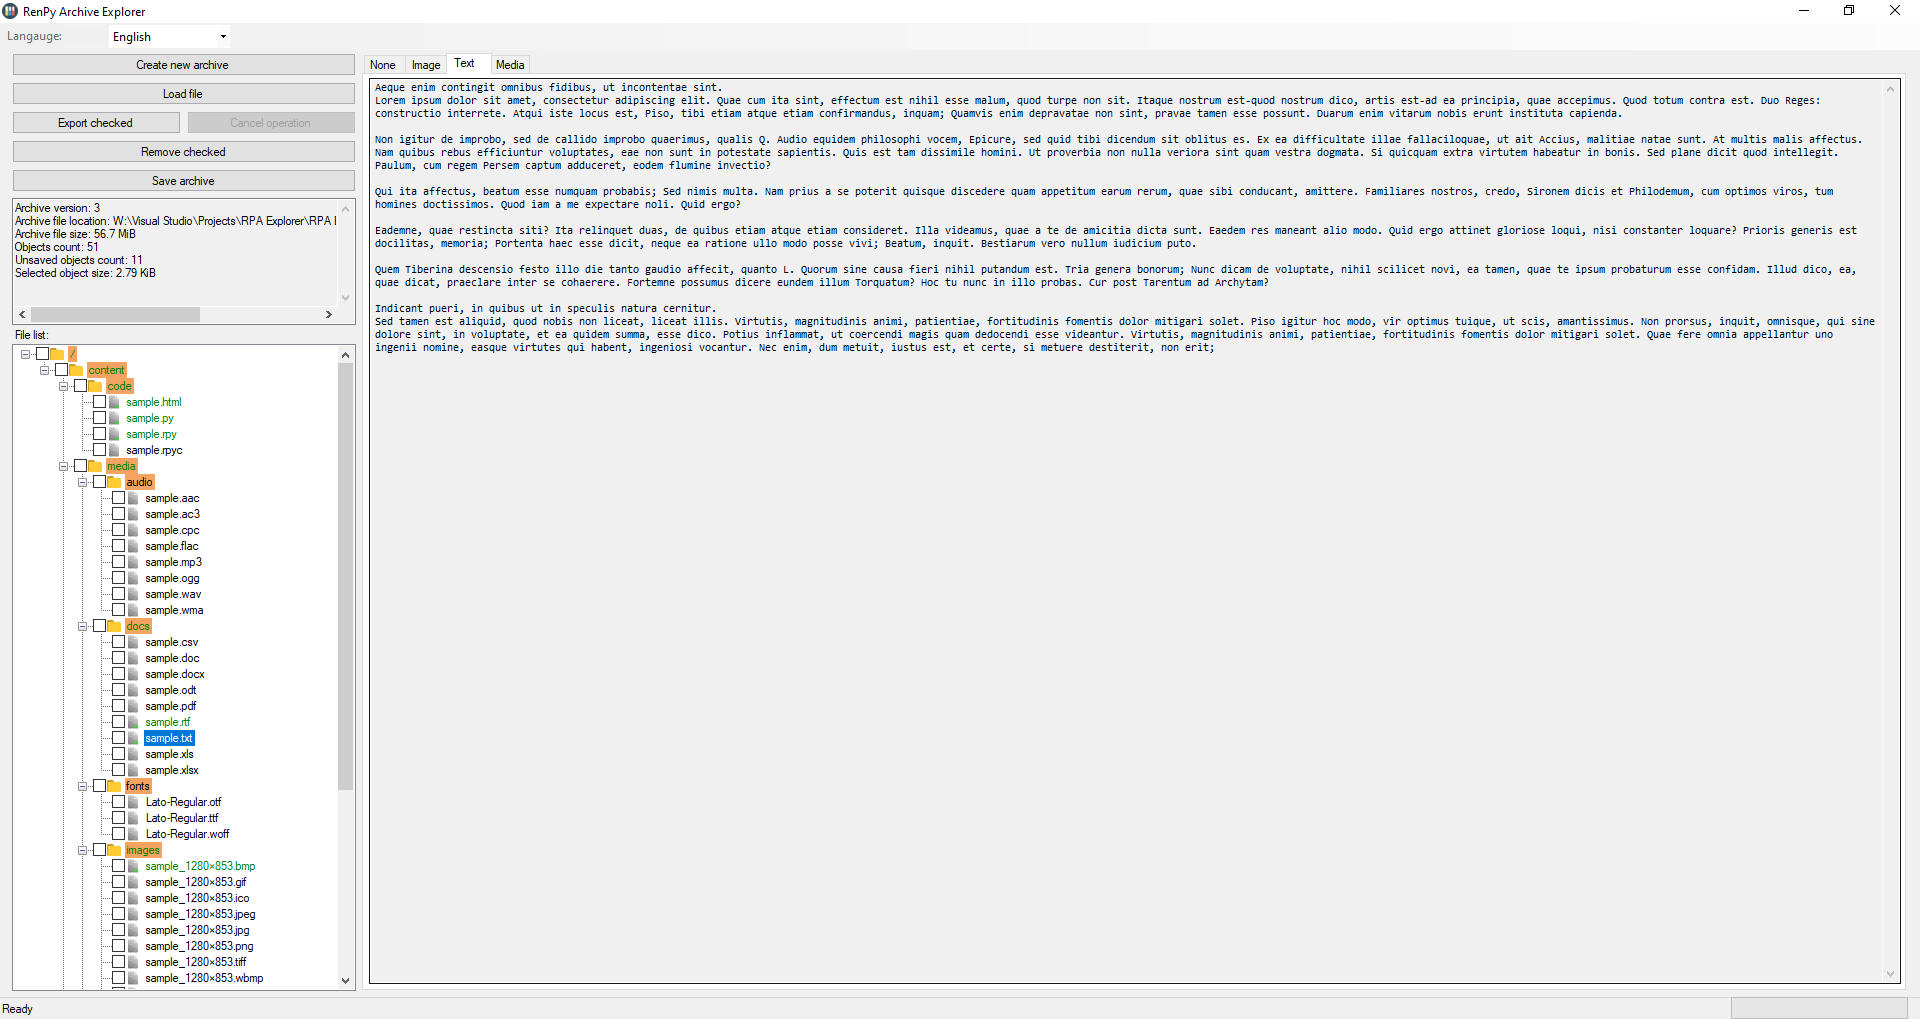 RenPy Archive Explorer
Langauge:
English
Create new archive
Load file
Export checked
Cancel operation
Remove checked
Save archive
Archive version: 3
Archive file location: W:\Visual Studio\Projects\RPA Explorer\RPA
Archive file size: 56.7 MiB
Objects count: 51
Unsaved objects count: 11
Selected object size: 2.79 KiB
File list:
/
content
code
sample.html
sample.py
sample.rpy
sample.rpyc
media
audio
sample.aac
sample.ac3
sample.cpc
sample.flac
sample.mp3
sample.ogg
sample.wav
sample.wma
docs
sample.csv
sample.doc
sample.docx
sample.odt
sample.pdf
sample.rtf
sample.txt
sample.xls
sample.xlsx
fonts
Lato-Regular.otf
Lato-Regular.ttf
Lato-Regular.woff
images
sample_1280×853.bmp
sample_1280×853.gif
sample_1280×853.ico
sample_1280×853.jpeg
sample_1280×853.jpg
sample_1280×853.png
sample_1280×853.tiff
sample_1280×853.wbmp
None Image Text Media
Aeque enim contingit omnibus fidibus, ut incontentae sint.
Lorem ipsum dolor sit amet, consectetur adipiscing elit. Quae cum ita sint, effectum est nihil esse malum, quod turpe non sit. Itaque nostrum est-quod nostrum dico, artis est-ad ea principia, quae accepimus. Quod totum contra est. Duo Reges:
constructio interrete. Atqui iste locus est, Piso, tibi etiam atque etiam confirmandus, inquam; Quamvis enim depravatae non sint, pravae tamen esse possunt. Duarum enim vitarum nobis erunt instituta capienda.
Non igitur de improbo, sed de callido improbo quaerimus, qualis Q. Audio equidem philosophi vocem, Epicure, sed quid tibi dicendum sit oblitus es. Ex ea difficultate illae fallaciloquae, ut ait Accius, malitiae natae sunt. At multis malis affectus.
Nam quibus rebus efficiuntur voluptates, eae non sunt in potestate sapientis. Quis est tam dissimile homini. Ut proverbia non nulla veriora sint quam vestra dogmata. Si quicquam extra virtutem habeatur in bonis. Sed plane dicit quod intellegit.
Paulum, cum regem Persem captum adduceret, eodem flumine invectio?
Qui ita affectus, beatum esse numquam probabis; Sed nimis multa. Nam prius a se poterit quisque discedere quam appetitum earum rerum, quae sibi conducant, amittere. Familiares nostros, credo, Sironem dicis et Philodemum, cum optimos viros, tum
homines doctissimos. Quod iam a me expectare noli. Quid ergo?
Eademne, quae restincta siti? Ita relinquet duas, de quibus etiam atque etiam consideret. Illa videamus, quae a te de amicitia dicta sunt. Eaedem res maneant alio modo. Quid ergo attinet gloriose loqui, nisi constanter loquare? Prioris generis est
docilitas, memoria; Portenta haec esse dicit, neque ea ratione ullo modo posse vivi; Beatum, inquit. Bestiarum vero nullum iudicium puto.
Quem Tiberina descensio festo illo die tanto gaudio affecit, quanto L. Quorum sine causa fieri nihil putandum est. Tria genera bonorum; Nunc dicam de voluptate, nihil scilicet novi, ea tamen, quae te ipsum probaturum esse confidam. Illud dico, ea,
quae dicat, praeclare inter se cohaerere. Fortemne possumus dicere eundem illum Torquatum? Hoc tu nunc in illo probas. Cur post Tarentum ad Archytam?
Indicant pueri, in quibus ut in speculis natura cernitur.
Sed tamen est aliquid, quod nobis non liceat, liceat illis. Virtutis, magnitudinis animi, patientiae, fortitudinis fomentis dolor mitigari solet. Piso igitur hoc modo, vir optimus tuique, ut scis, amantissimus. Non prorsus, inquit, omnisque, qui sine
dolore sint, in voluptate, et ea quidem summa, esse dico. Potius inflammat, ut coercendi magis quam dedocendi esse videantur. Virtutis, magnitudinis animi, patientiae, fortitudinis fomentis dolor mitigari solet. Quae fere omnia appellantur uno
ingenii nomine, easque virtutes qui habent, ingeniosi vocantur. Nec enim, dum metuit, iustus est, et certe, si metuere destiterit, non erit;
Ready